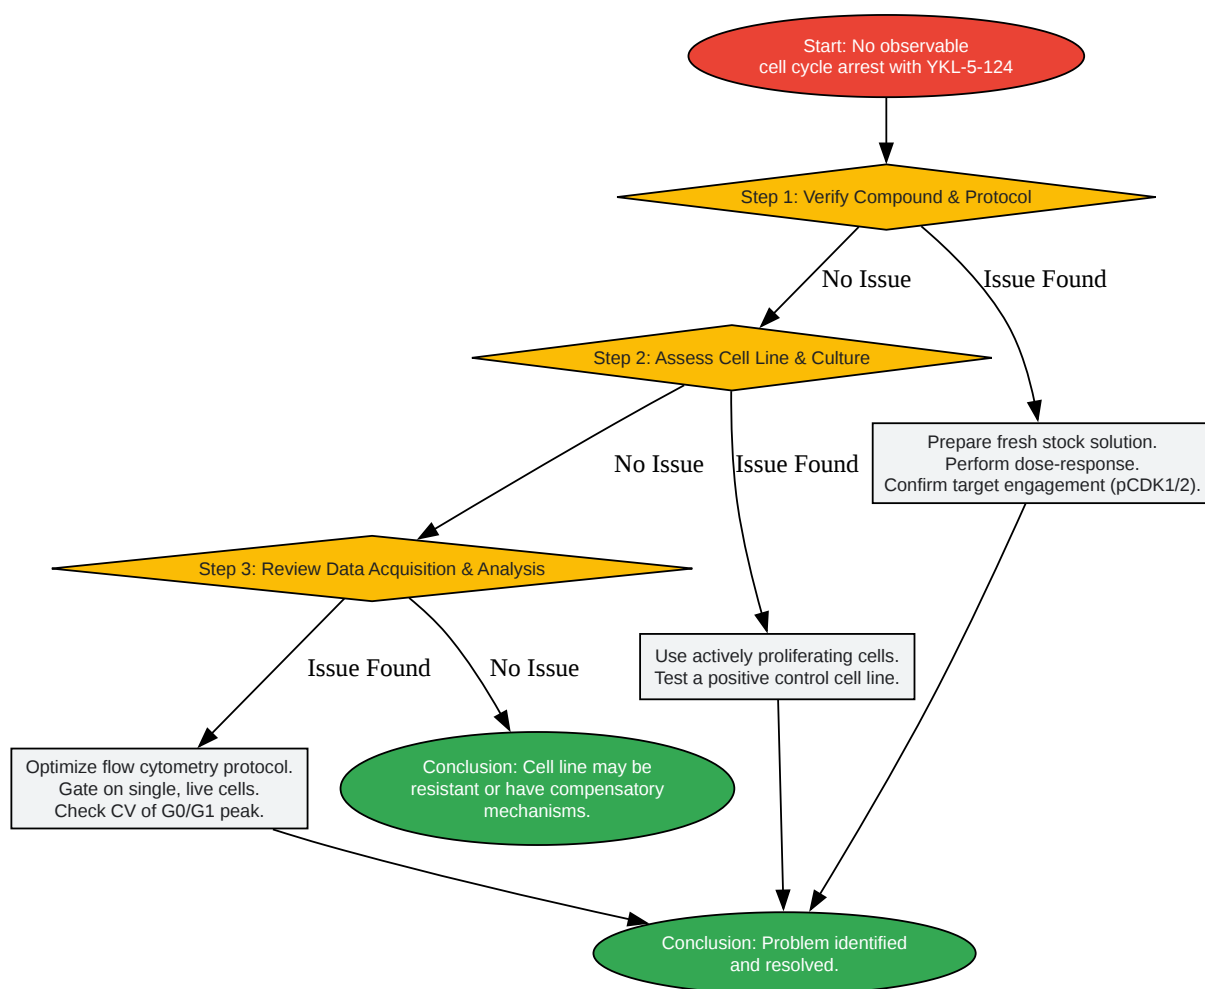 Start: No observable
cell cycle arrest with YKL-5-124
Step 1: Verify Compound & Protocol
No Issue
Issue Found
Step 2: Assess Cell Line & Culture
Prepare fresh stock solution.
Perform dose-response.
Confirm target engagement (pCDK1/2).
No Issue
Issue Found
Step 3: Review Data Acquisition & Analysis
Use actively proliferating cells.
Test a positive control cell line.
Issue Found
No Issue
Optimize flow cytometry protocol.
Gate on single, live cells.
Check CV of G0/G1 peak.
Conclusion: Cell line may be
resistant or have compensatory
mechanisms.
Conclusion: Problem identified
and resolved.